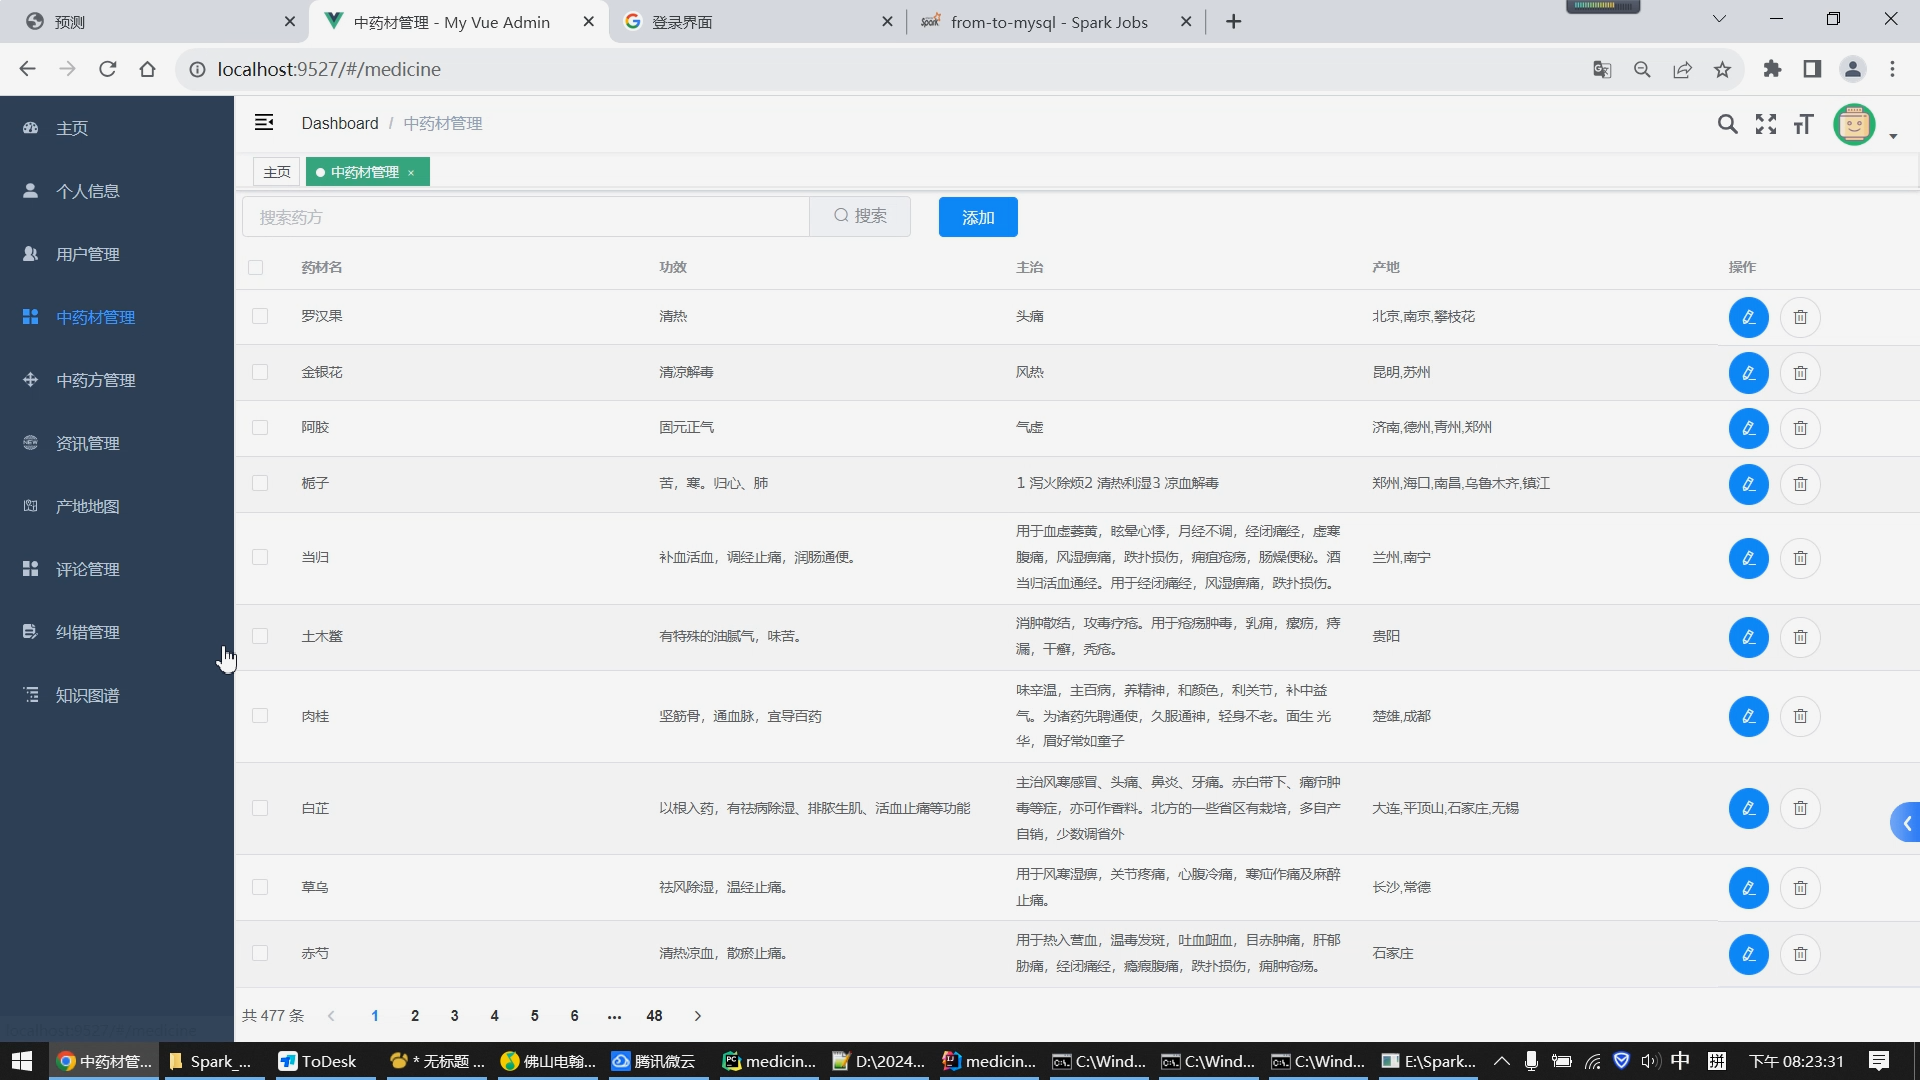 预测
中药材管理 - My Vue Admin
登录界面
from-to-mysql - Spark Jobs
localhost:9527/#/medicine
主页
个人信息
用户管理
中药材管理
中药方管理
资讯管理
产地地图
评论管理
纠错管理
知识图谱
Dashboard / 中药材管理
主页
中药材管理 ×
搜索药方
搜索
添加
药材名 功效 主治 产地 操作
罗汉果 清热 头痛 北京,南京,攀枝花
金银花 清凉解毒 风热 昆明,苏州
阿胶 固元正气 气虚 济南,德州,青州,郑州
栀子 苦，寒。归心、肺 1 泻火除烦2 清热利湿3 凉血解毒 郑州,海口,南昌,乌鲁木齐,镇江
当归 补血活血，调经止痛，润肠通便。
用于血虚萎黄，眩晕心悸，月经不调，经闭痛经，虚寒
腹痛，风湿痹痛，跌扑损伤，痈疽疮疡，肠燥便秘。酒
当归活血通经。用于经闭痛经，风湿痹痛，跌扑损伤。
兰州,南宁
土木鳖 有特殊的油腻气，味苦。
消肿散结，攻毒疗疮。用于疮疡肿毒，乳痈，瘰疬，痔
漏，干癣，秃疮。
贵阳
肉桂 坚筋骨，通血脉，宣导百药
味辛温，主百病，养精神，和颜色，利关节，补中益
气。为诸药先聘通使，久服通神，轻身不老。面生 光
华，眉好常如童子
楚雄,成都
白芷 以根入药，有祛病除湿、排脓生肌、活血止痛等功能
主治风寒感冒、头痛、鼻炎、牙痛。赤白带下、痛疖肿
毒等症，亦可作香料。北方的一些省区有栽培，多自产
自销，少数调省外
大连,平顶山,石家庄,无锡
草乌 祛风除湿，温经止痛。
用于风寒湿痹，关节疼痛，心腹冷痛，寒疝作痛及麻醉
止痛。
长沙,常德
赤芍 清热凉血，散瘀止痛。
用于热入营血，温毒发斑，吐血衄血，目赤肿痛，肝郁
胁痛，经闭痛经，癥瘕腹痛，跌扑损伤，痈肿疮疡。
石家庄
共 477 条 1 2 3 4 5 6 ••• 48
中药材管...
Spark_...
ToDesk
* 无标题 ...
佛山电翰...
腾讯微云
medicin...
D:\2024...
medicin...
C:\Wind...
C:\Wind...
C:\Wind...
E:\Spark...
中
拼
下午 08:23:31